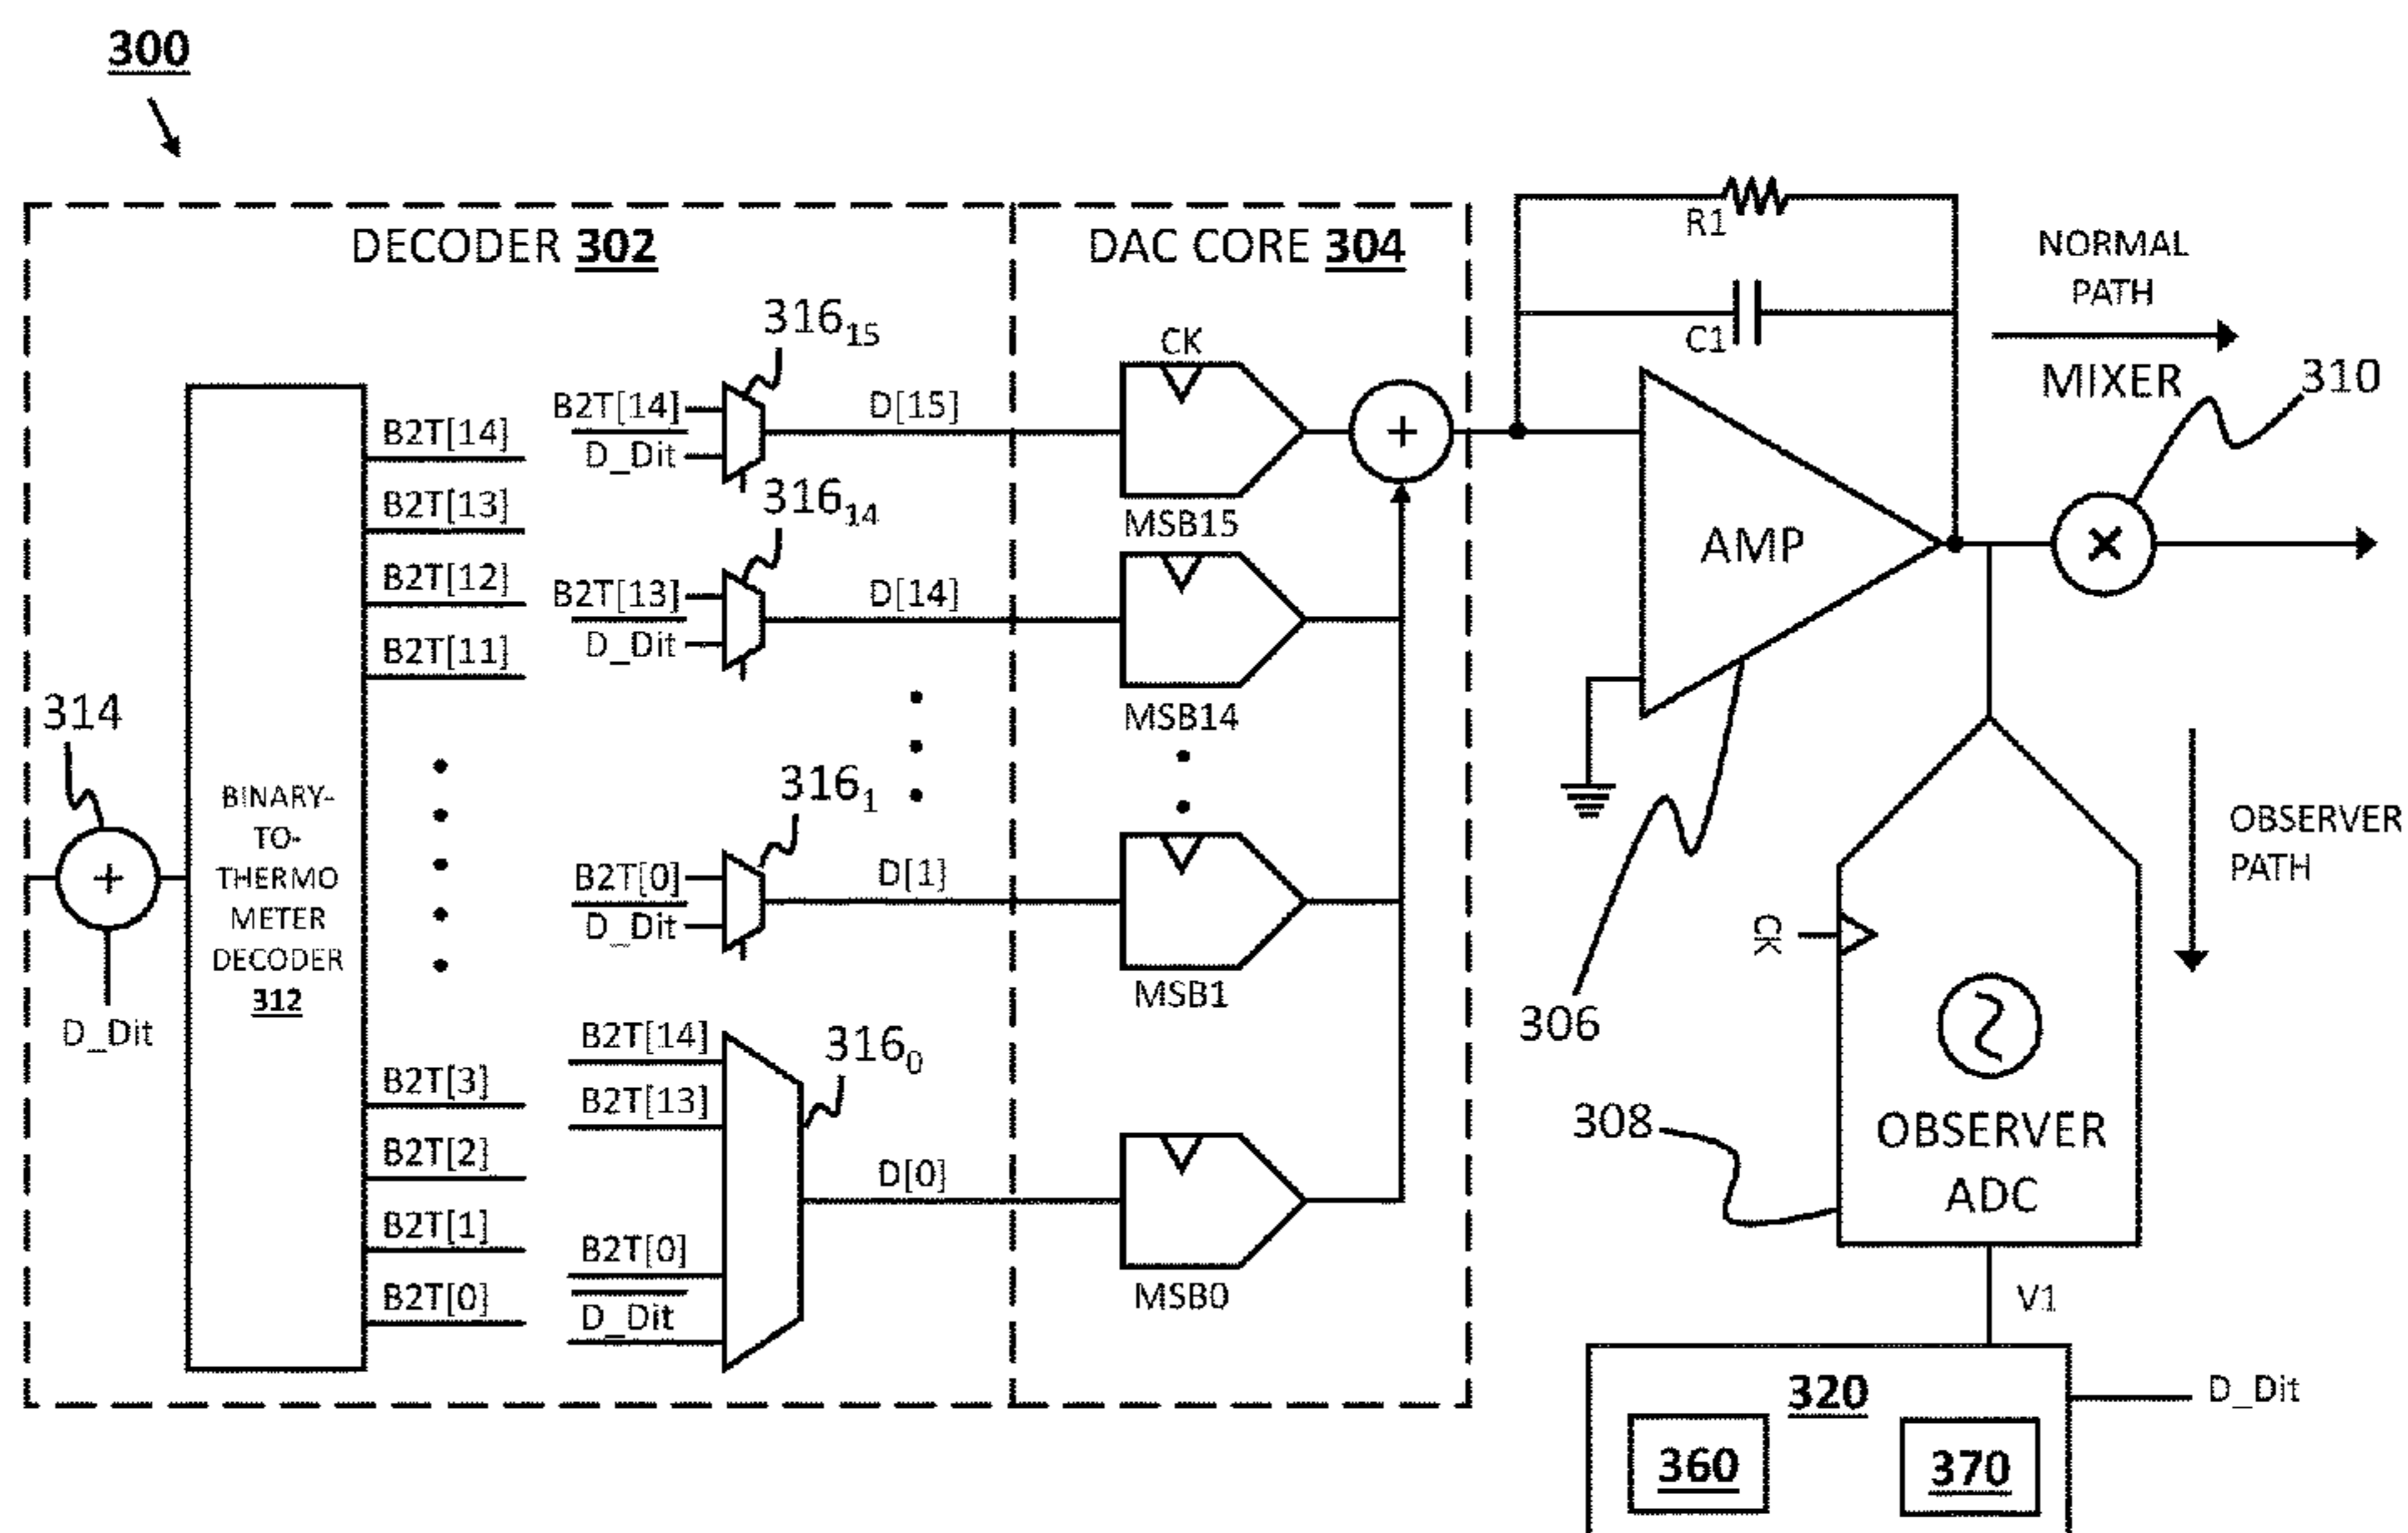 300
DECODER 302
DAC CORE 304
R1
C1
NORMAL
PATH
MIXER
310
316₁₅
B2T[14]
D_Dit
D[15]
CK
MSB15
+
B2T[14]
B2T[13]
B2T[12]
B2T[11]
316₁₄
B2T[13]
D_Dit
D[14]
MSB14
AMP
×
306
314
+
D_Dit
BINARY-
TO-
THERMO
METER
DECODER
312
316₁
B2T[0]
D_Dit
D[1]
MSB1
OBSERVER
PATH
CK
OBSERVER
ADC
308
B2T[3]
B2T[2]
B2T[1]
B2T[0]
B2T[14]
B2T[13]
B2T[0]
D_Dit
316₀
D[0]
MSB0
V1
320
D_Dit
360
370